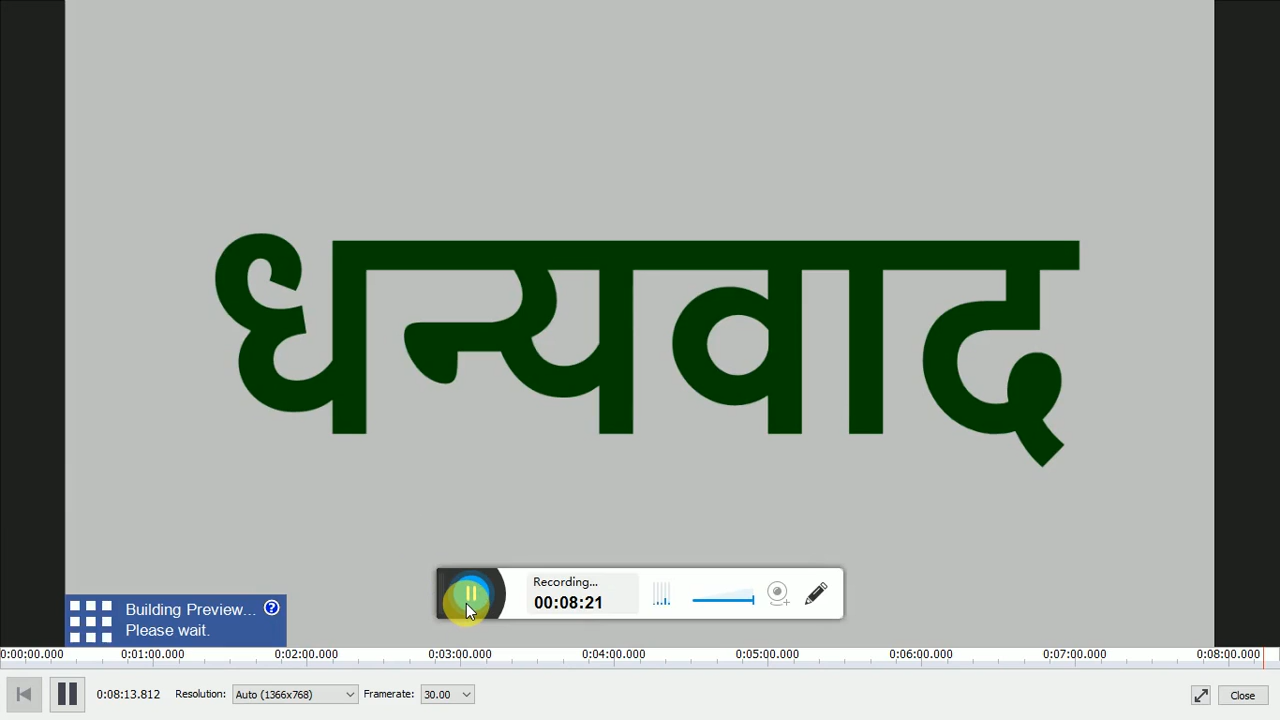 धन्यवाद
Recording...
00:08:21
Building Preview... ?
Please wait.
0:00:00.000 0:01:00.000 0:02:00.000 0:03:00.000 0:04:00.000 0:05:00.000 0:06:00.000 0:07:00.000 0:08:00.000
0:08:13.812 Resolution: Auto (1366x768) Framerate: 30.00 Close